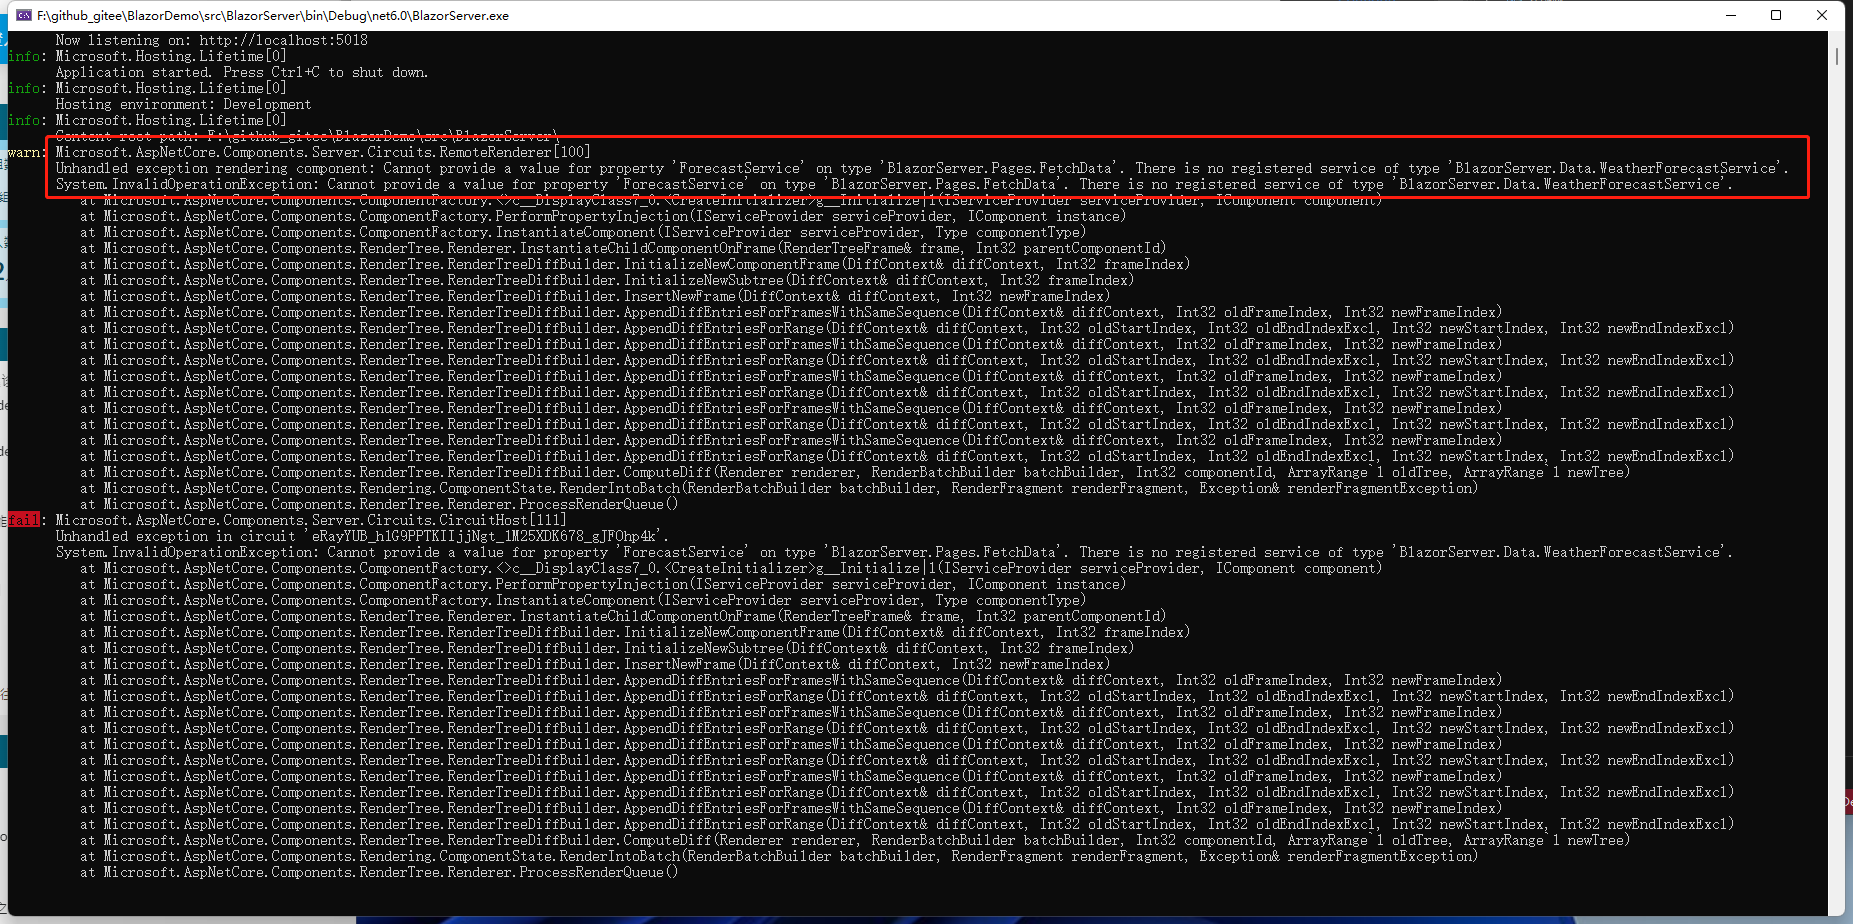 F:\github_gitee\BlazorDemo\src\BlazorServer\bin\Debug\net6.0\BlazorServer.exe
Now listening on: http://localhost:5018
info: Microsoft.Hosting.Lifetime[0]
Application started. Press Ctrl+C to shut down.
info: Microsoft.Hosting.Lifetime[0]
Hosting environment: Development
info: Microsoft.Hosting.Lifetime[0]
Content root path: F:\github_gitee\BlazorDemo\src\BlazorServer\
warn: Microsoft.AspNetCore.Components.Server.Circuits.RemoteRenderer[100]
Unhandled exception rendering component: Cannot provide a value for property 'ForecastService' on type 'BlazorServer.Pages.FetchData'. There is no registered service of type 'BlazorServer.Data.WeatherForecastService'.
System.InvalidOperationException: Cannot provide a value for property 'ForecastService' on type 'BlazorServer.Pages.FetchData'. There is no registered service of type 'BlazorServer.Data.WeatherForecastService'.
at Microsoft.AspNetCore.Components.ComponentFactory.<>c__DisplayClass7_0.<CreateInitializer>g__Initialize|1(IServiceProvider serviceProvider, IComponent component)
at Microsoft.AspNetCore.Components.ComponentFactory.PerformPropertyInjection(IServiceProvider serviceProvider, IComponent instance)
at Microsoft.AspNetCore.Components.ComponentFactory.InstantiateComponent(IServiceProvider serviceProvider, Type componentType)
at Microsoft.AspNetCore.Components.RenderTree.Renderer.InstantiateChildComponentOnFrame(RenderTreeFrame& frame, Int32 parentComponentId)
at Microsoft.AspNetCore.Components.RenderTree.RenderTreeDiffBuilder.InitializeNewComponentFrame(DiffContext& diffContext, Int32 frameIndex)
at Microsoft.AspNetCore.Components.RenderTree.RenderTreeDiffBuilder.InitializeNewSubtree(DiffContext& diffContext, Int32 frameIndex)
at Microsoft.AspNetCore.Components.RenderTree.RenderTreeDiffBuilder.InsertNewFrame(DiffContext& diffContext, Int32 newFrameIndex)
at Microsoft.AspNetCore.Components.RenderTree.RenderTreeDiffBuilder.AppendDiffEntriesForFramesWithSameSequence(DiffContext& diffContext, Int32 oldFrameIndex, Int32 newFrameIndex)
at Microsoft.AspNetCore.Components.RenderTree.RenderTreeDiffBuilder.AppendDiffEntriesForRange(DiffContext& diffContext, Int32 oldStartIndex, Int32 oldEndIndexExcl, Int32 newStartIndex, Int32 newEndIndexExcl)
at Microsoft.AspNetCore.Components.RenderTree.RenderTreeDiffBuilder.AppendDiffEntriesForFramesWithSameSequence(DiffContext& diffContext, Int32 oldFrameIndex, Int32 newFrameIndex)
at Microsoft.AspNetCore.Components.RenderTree.RenderTreeDiffBuilder.AppendDiffEntriesForRange(DiffContext& diffContext, Int32 oldStartIndex, Int32 oldEndIndexExcl, Int32 newStartIndex, Int32 newEndIndexExcl)
at Microsoft.AspNetCore.Components.RenderTree.RenderTreeDiffBuilder.AppendDiffEntriesForFramesWithSameSequence(DiffContext& diffContext, Int32 oldFrameIndex, Int32 newFrameIndex)
at Microsoft.AspNetCore.Components.RenderTree.RenderTreeDiffBuilder.AppendDiffEntriesForRange(DiffContext& diffContext, Int32 oldStartIndex, Int32 oldEndIndexExcl, Int32 newStartIndex, Int32 newEndIndexExcl)
at Microsoft.AspNetCore.Components.RenderTree.RenderTreeDiffBuilder.AppendDiffEntriesForFramesWithSameSequence(DiffContext& diffContext, Int32 oldFrameIndex, Int32 newFrameIndex)
at Microsoft.AspNetCore.Components.RenderTree.RenderTreeDiffBuilder.AppendDiffEntriesForRange(DiffContext& diffContext, Int32 oldStartIndex, Int32 oldEndIndexExcl, Int32 newStartIndex, Int32 newEndIndexExcl)
at Microsoft.AspNetCore.Components.RenderTree.RenderTreeDiffBuilder.AppendDiffEntriesForFramesWithSameSequence(DiffContext& diffContext, Int32 oldFrameIndex, Int32 newFrameIndex)
at Microsoft.AspNetCore.Components.RenderTree.RenderTreeDiffBuilder.AppendDiffEntriesForRange(DiffContext& diffContext, Int32 oldStartIndex, Int32 oldEndIndexExcl, Int32 newStartIndex, Int32 newEndIndexExcl)
at Microsoft.AspNetCore.Components.RenderTree.RenderTreeDiffBuilder.ComputeDiff(Renderer renderer, RenderBatchBuilder batchBuilder, Int32 componentId, ArrayRange`1 oldTree, ArrayRange`1 newTree)
at Microsoft.AspNetCore.Components.Rendering.ComponentState.RenderIntoBatch(RenderBatchBuilder batchBuilder, RenderFragment renderFragment, Exception& renderFragmentException)
at Microsoft.AspNetCore.Components.RenderTree.Renderer.ProcessRenderQueue()
fail: Microsoft.AspNetCore.Components.Server.Circuits.CircuitHost[111]
Unhandled exception in circuit 'eRayYUB_h1G9PPTKIIjjNgt_1M25XDK678_gJFOhp4k'.
System.InvalidOperationException: Cannot provide a value for property 'ForecastService' on type 'BlazorServer.Pages.FetchData'. There is no registered service of type 'BlazorServer.Data.WeatherForecastService'.
at Microsoft.AspNetCore.Components.ComponentFactory.<>c__DisplayClass7_0.<CreateInitializer>g__Initialize|1(IServiceProvider serviceProvider, IComponent component)
at Microsoft.AspNetCore.Components.ComponentFactory.PerformPropertyInjection(IServiceProvider serviceProvider, IComponent instance)
at Microsoft.AspNetCore.Components.ComponentFactory.InstantiateComponent(IServiceProvider serviceProvider, Type componentType)
at Microsoft.AspNetCore.Components.RenderTree.Renderer.InstantiateChildComponentOnFrame(RenderTreeFrame& frame, Int32 parentComponentId)
at Microsoft.AspNetCore.Components.RenderTree.RenderTreeDiffBuilder.InitializeNewComponentFrame(DiffContext& diffContext, Int32 frameIndex)
at Microsoft.AspNetCore.Components.RenderTree.RenderTreeDiffBuilder.InitializeNewSubtree(DiffContext& diffContext, Int32 frameIndex)
at Microsoft.AspNetCore.Components.RenderTree.RenderTreeDiffBuilder.InsertNewFrame(DiffContext& diffContext, Int32 newFrameIndex)
at Microsoft.AspNetCore.Components.RenderTree.RenderTreeDiffBuilder.AppendDiffEntriesForFramesWithSameSequence(DiffContext& diffContext, Int32 oldFrameIndex, Int32 newFrameIndex)
at Microsoft.AspNetCore.Components.RenderTree.RenderTreeDiffBuilder.AppendDiffEntriesForRange(DiffContext& diffContext, Int32 oldStartIndex, Int32 oldEndIndexExcl, Int32 newStartIndex, Int32 newEndIndexExcl)
at Microsoft.AspNetCore.Components.RenderTree.RenderTreeDiffBuilder.AppendDiffEntriesForFramesWithSameSequence(DiffContext& diffContext, Int32 oldFrameIndex, Int32 newFrameIndex)
at Microsoft.AspNetCore.Components.RenderTree.RenderTreeDiffBuilder.AppendDiffEntriesForRange(DiffContext& diffContext, Int32 oldStartIndex, Int32 oldEndIndexExcl, Int32 newStartIndex, Int32 newEndIndexExcl)
at Microsoft.AspNetCore.Components.RenderTree.RenderTreeDiffBuilder.AppendDiffEntriesForFramesWithSameSequence(DiffContext& diffContext, Int32 oldFrameIndex, Int32 newFrameIndex)
at Microsoft.AspNetCore.Components.RenderTree.RenderTreeDiffBuilder.AppendDiffEntriesForRange(DiffContext& diffContext, Int32 oldStartIndex, Int32 oldEndIndexExcl, Int32 newStartIndex, Int32 newEndIndexExcl)
at Microsoft.AspNetCore.Components.RenderTree.RenderTreeDiffBuilder.AppendDiffEntriesForFramesWithSameSequence(DiffContext& diffContext, Int32 oldFrameIndex, Int32 newFrameIndex)
at Microsoft.AspNetCore.Components.RenderTree.RenderTreeDiffBuilder.AppendDiffEntriesForRange(DiffContext& diffContext, Int32 oldStartIndex, Int32 oldEndIndexExcl, Int32 newStartIndex, Int32 newEndIndexExcl)
at Microsoft.AspNetCore.Components.RenderTree.RenderTreeDiffBuilder.AppendDiffEntriesForFramesWithSameSequence(DiffContext& diffContext, Int32 oldFrameIndex, Int32 newFrameIndex)
at Microsoft.AspNetCore.Components.RenderTree.RenderTreeDiffBuilder.AppendDiffEntriesForRange(DiffContext& diffContext, Int32 oldStartIndex, Int32 oldEndIndexExcl, Int32 newStartIndex, Int32 newEndIndexExcl)
at Microsoft.AspNetCore.Components.RenderTree.RenderTreeDiffBuilder.ComputeDiff(Renderer renderer, RenderBatchBuilder batchBuilder, Int32 componentId, ArrayRange`1 oldTree, ArrayRange`1 newTree)
at Microsoft.AspNetCore.Components.Rendering.ComponentState.RenderIntoBatch(RenderBatchBuilder batchBuilder, RenderFragment renderFragment, Exception& renderFragmentException)
at Microsoft.AspNetCore.Components.RenderTree.Renderer.ProcessRenderQueue()